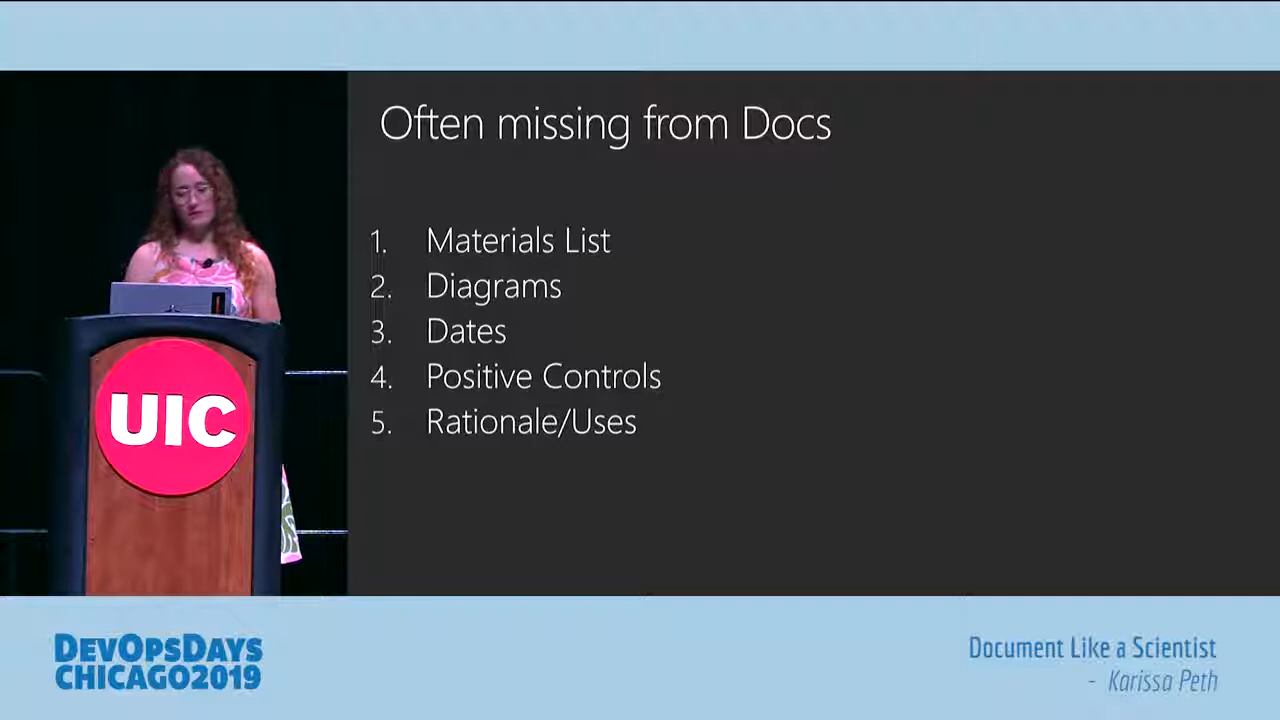 Often missing from Docs
1. Materials List
2. Diagrams
3. Dates
4. Positive Controls
5. Rationale/Uses
UIC
DEVOPSDAYS
CHICAGO2019
Document Like a Scientist
- Karissa Peth